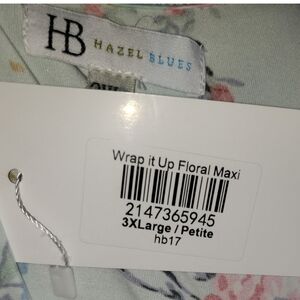 HB HAZEL BLUES
Wrap it Up Floral Maxi
2147365945
3XLarge / Petite
hb17